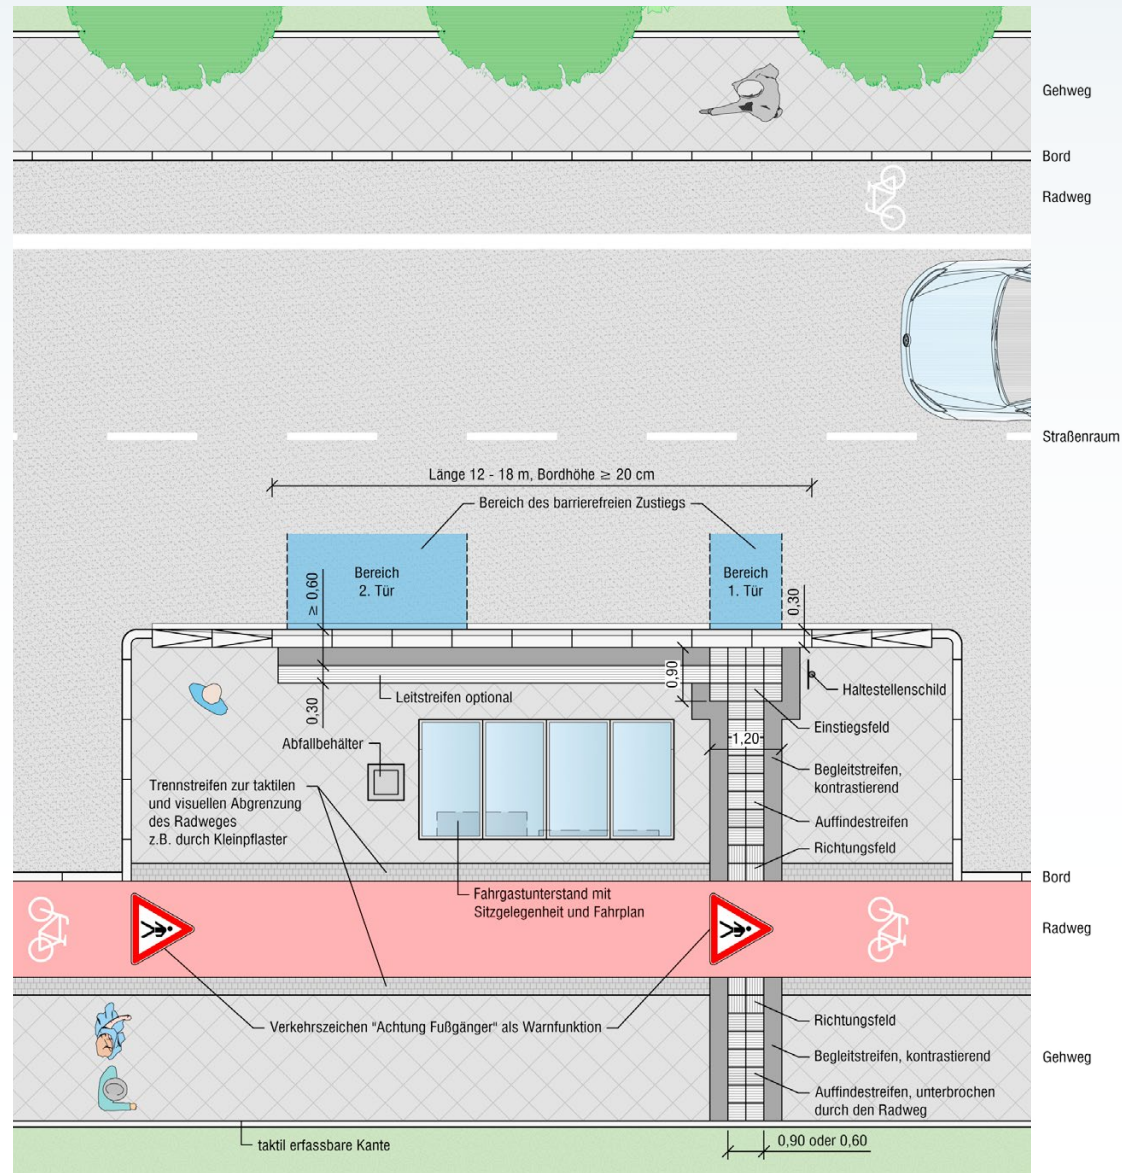 Gehweg
Bord
Radweg
Straßenraum
Länge 12 - 18 m, Bordhöhe ≥ 20 cm
Bereich des barrierefreien Zustiegs
Bereich
2. Tür
Bereich
1. Tür
≥ 0,60
0,30
0,90
0,30
Leitstreifen optional
Haltestellenschild
Einstiegsfeld
1,20
Abfallbehälter
Begleitstreifen,
kontrastierend
Trennstreifen zur taktilen
und visuellen Abgrenzung
des Radweges
z.B. durch Kleinpflaster
Auffindestreifen
Richtungsfeld
Bord
Fahrgastunterstand mit
Sitzgelegenheit und Fahrplan
Radweg
Verkehrszeichen "Achtung Fußgänger" als Warnfunktion
Richtungsfeld
Begleitstreifen, kontrastierend
Gehweg
Auffindestreifen, unterbrochen
durch den Radweg
taktil erfassbare Kante
0,90 oder 0,60